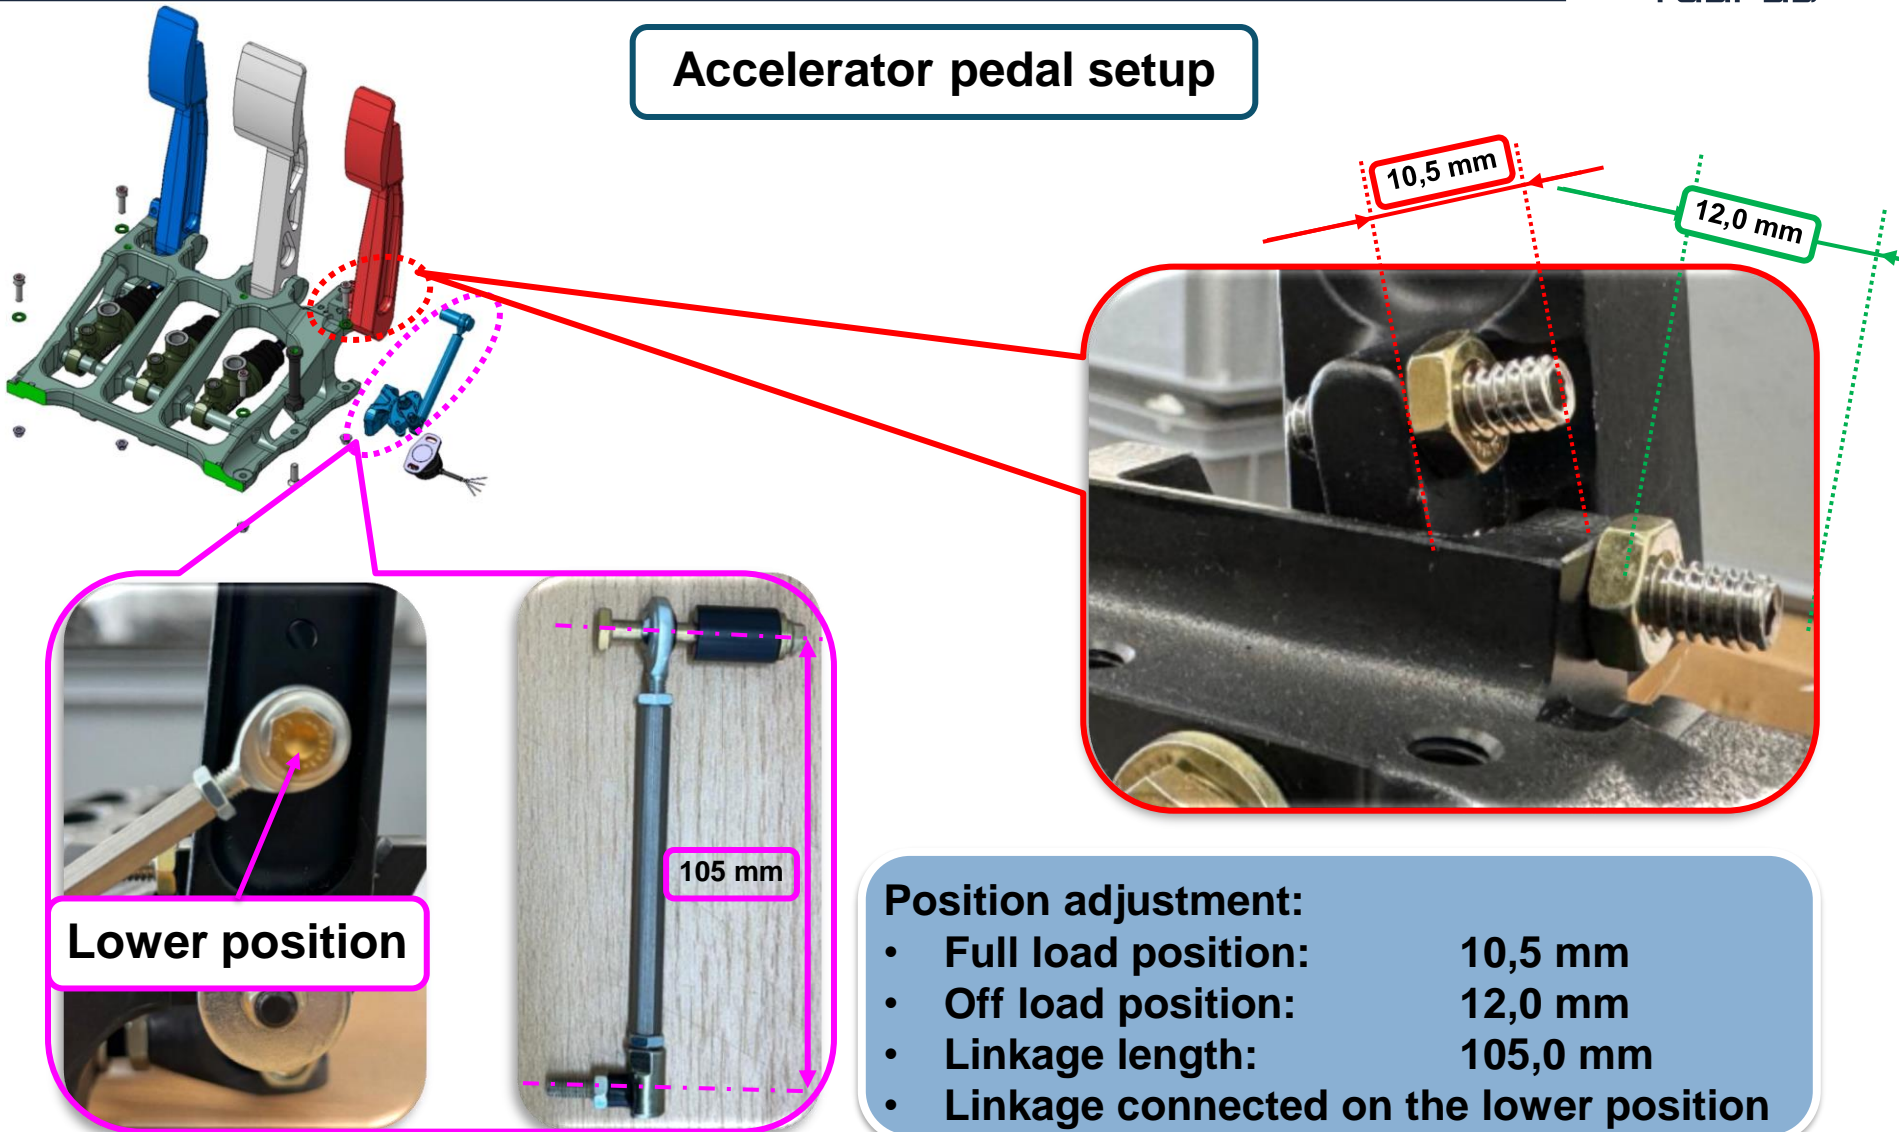 Accelerator pedal setup
10,5 mm
12,0 mm
105 mm
Lower position
Position adjustment:
• Full load position: 10,5 mm
• Off load position: 12,0 mm
• Linkage length: 105,0 mm
• Linkage connected on the lower position